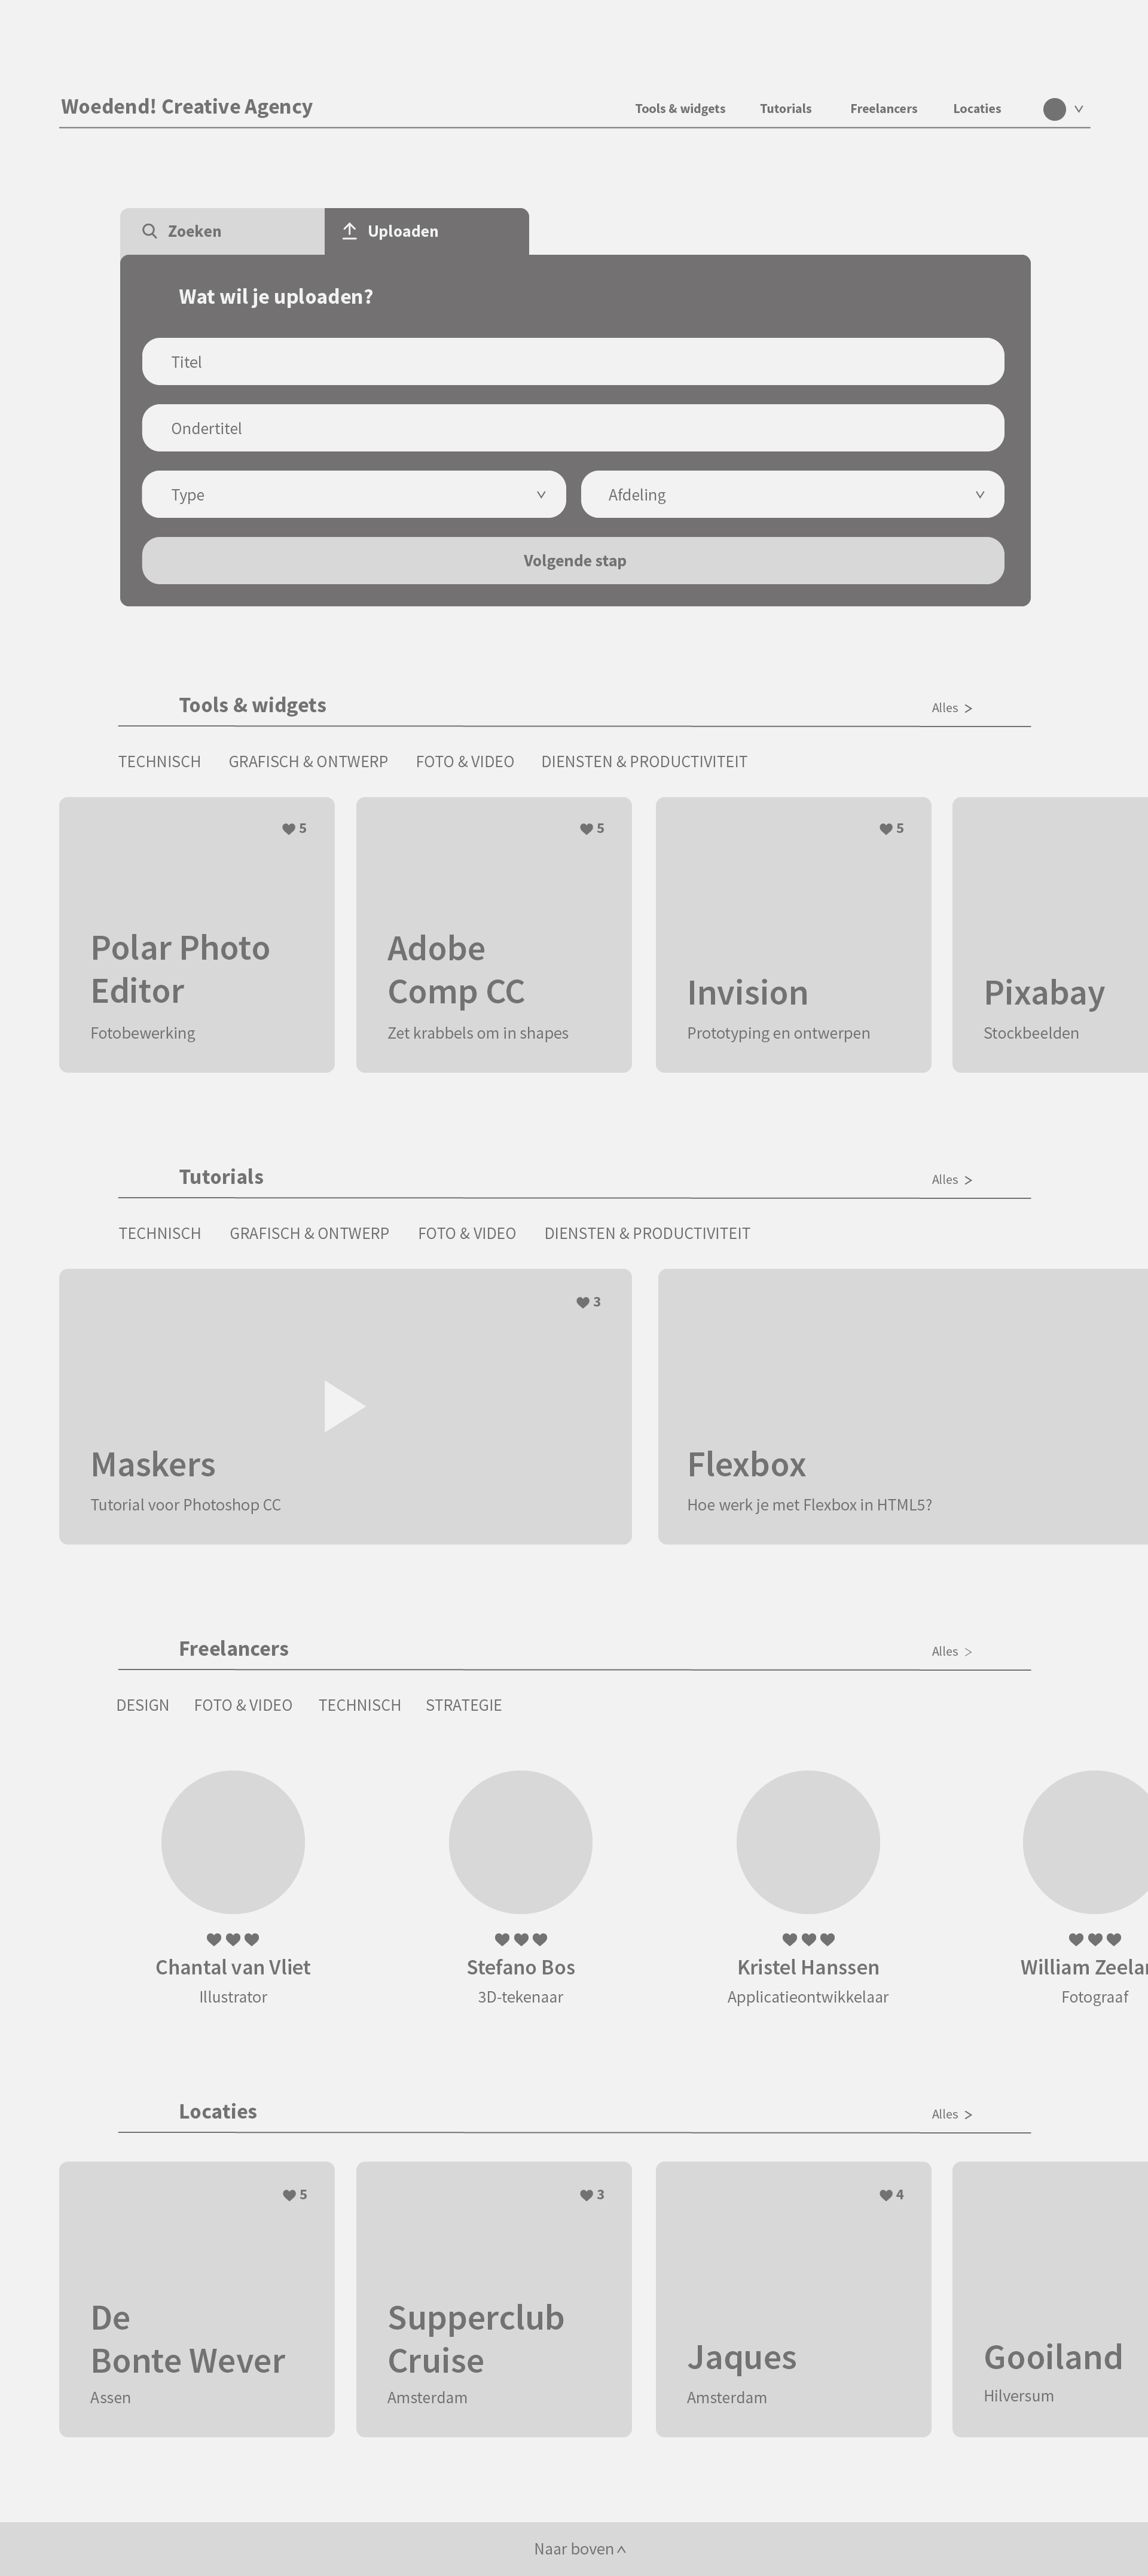 Woedend! Creative Agency
Tools & widgets Tutorials Freelancers Locaties
Zoeken Uploaden
Wat wil je uploaden?
Titel
Ondertitel
Type Afdeling
Volgende stap
Tools & widgets Alles >
TECHNISCH GRAFISCH & ONTWERP FOTO & VIDEO DIENSTEN & PRODUCTIVITEIT
5 5 5
Polar Photo
Editor
Fotobewerking
Adobe
Comp CC
Zet krabbels om in shapes
Invision
Prototyping en ontwerpen
Pixabay
Stockbeelden
Tutorials Alles >
TECHNISCH GRAFISCH & ONTWERP FOTO & VIDEO DIENSTEN & PRODUCTIVITEIT
3
Maskers
Tutorial voor Photoshop CC
Flexbox
Hoe werk je met Flexbox in HTML5?
Freelancers Alles >
DESIGN FOTO & VIDEO TECHNISCH STRATEGIE
Chantal van Vliet
Illustrator
Stefano Bos
3D-tekenaar
Kristel Hanssen
Applicatieontwikkelaar
William
Fotograaf
Locaties Alles >
5 3 4
De
Bonte Wever
Assen
Supperclub
Cruise
Amsterdam
Jaques
Amsterdam
Gooiland
Hilversum
Naar boven